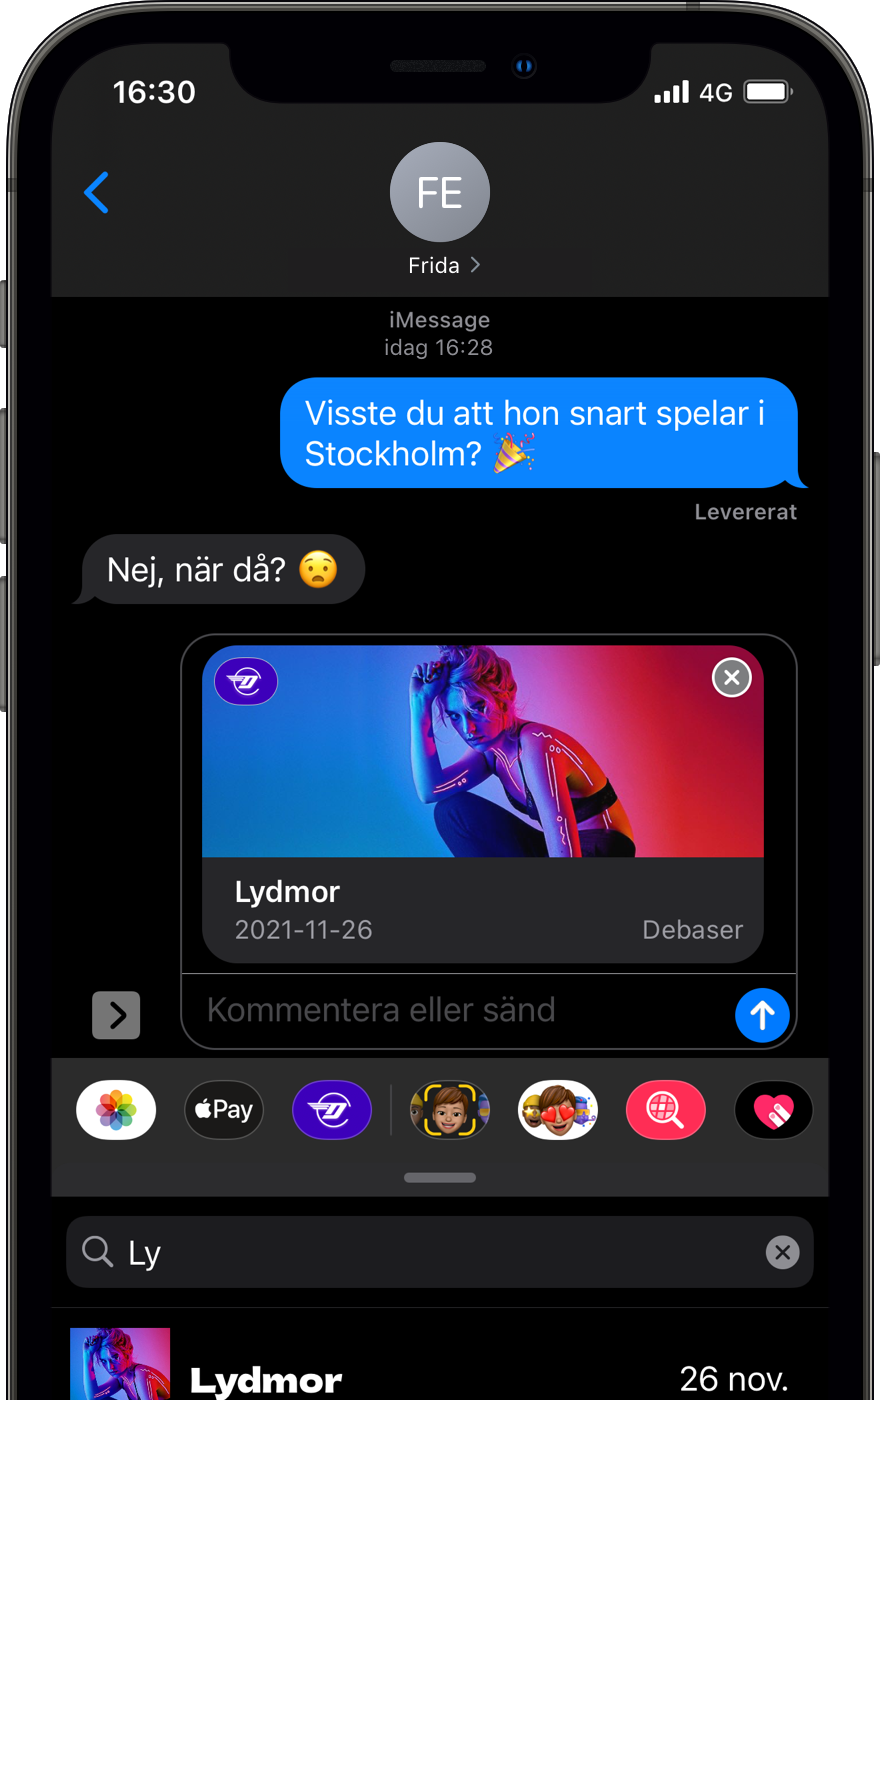 16:30
4G
FE
Frida
iMessage
idag 16:28
Visste du att hon snart spelar i
Stockholm? 🎉
Levererat
Nej, när då? 😧
Lydmor
2021-11-26
Debaser
Kommentera eller sänd
Pay
Ly
Lydmor
26 nov.